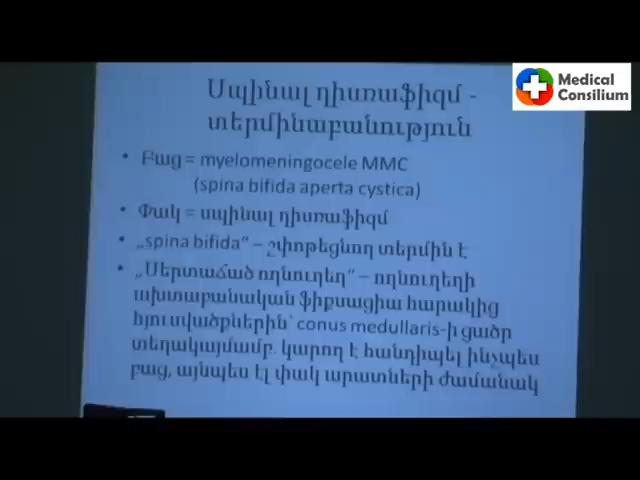 Medical
Consilium
Սպինալ դիսռաֆիզմ -
տերմինաբանություն
• Բաց = myelomeningocele MMC
(spina bifida aperta cystica)
• Փակ = սպինալ դիսռաֆիզմ
• „spina bifida“ – շփոթեցնող տերմին է
• „Սերտաճած ողնուղեղ“ – ողնուղեղի
ախտաբանական ֆիքսացիա հարակից
հյուսվածքներին՝ conus medullaris-ի ցածր
տեղակայմամբ. կարող է հանդիպել ինչպես
բաց, այնպես էլ փակ արատների ժամանակ